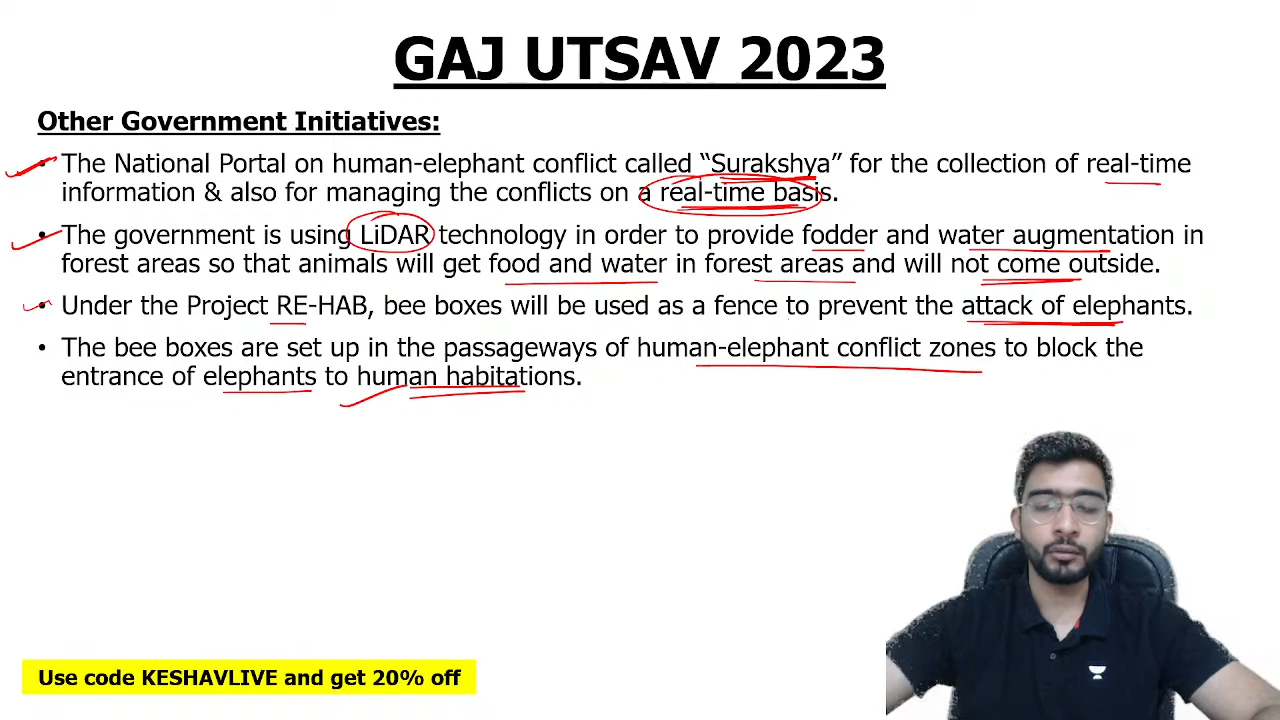 GAJ UTSAV 2023
Other Government Initiatives:
• The National Portal on human-elephant conflict called “Surakshya” for the collection of real-time
information & also for managing the conflicts on a real-time basis.
• The government is using LiDAR technology in order to provide fodder and water augmentation in
forest areas so that animals will get food and water in forest areas and will not come outside.
• Under the Project RE-HAB, bee boxes will be used as a fence to prevent the attack of elephants.
• The bee boxes are set up in the passageways of human-elephant conflict zones to block the
entrance of elephants to human habitations.
Use code KESHAVLIVE and get 20% off